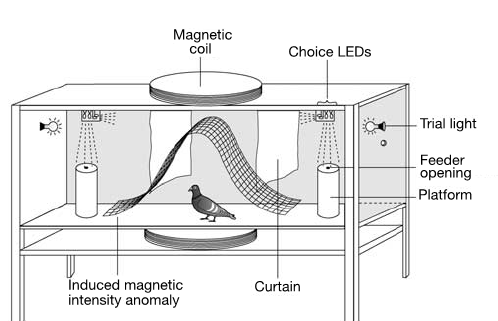 Magnetic
coil
Choice LEDs
Trial light
Feeder
opening
Platform
Induced magnetic
intensity anomaly
Curtain